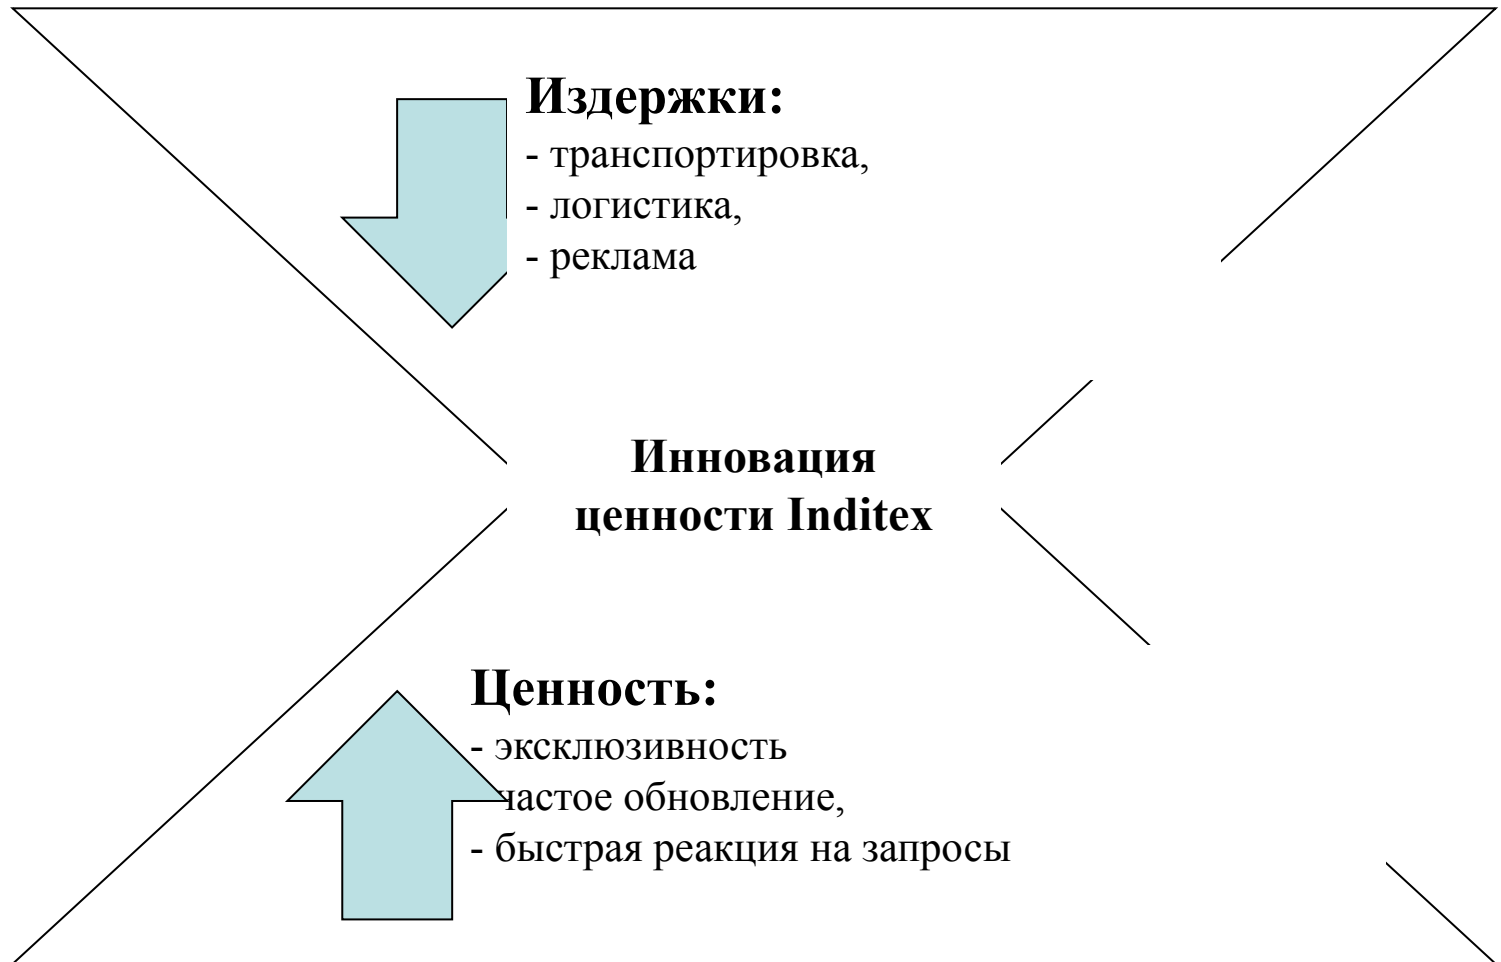 Издержки:
- транспортировка,
- логистика,
- реклама
Инновация
ценности Inditex
Ценность:
- эксклюзивность
частое обновление,
- быстрая реакция на запросы